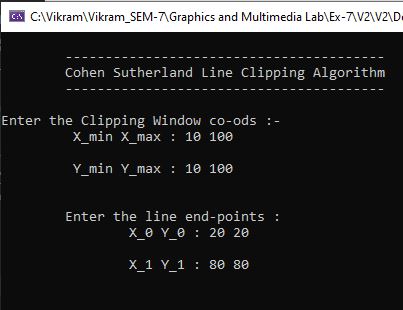 C:\Vikram\Vikram_SEM-7\Graphics and Multimedia Lab\Ex-7\V2\V2\De
----------------------------------------
Cohen Sutherland Line Clipping Algorithm
----------------------------------------
Enter the Clipping Window co-ods :-
X_min X_max : 10 100
Y_min Y_max : 10 100
Enter the line end-points :
X_0 Y_0 : 20 20
X_1 Y_1 : 80 80